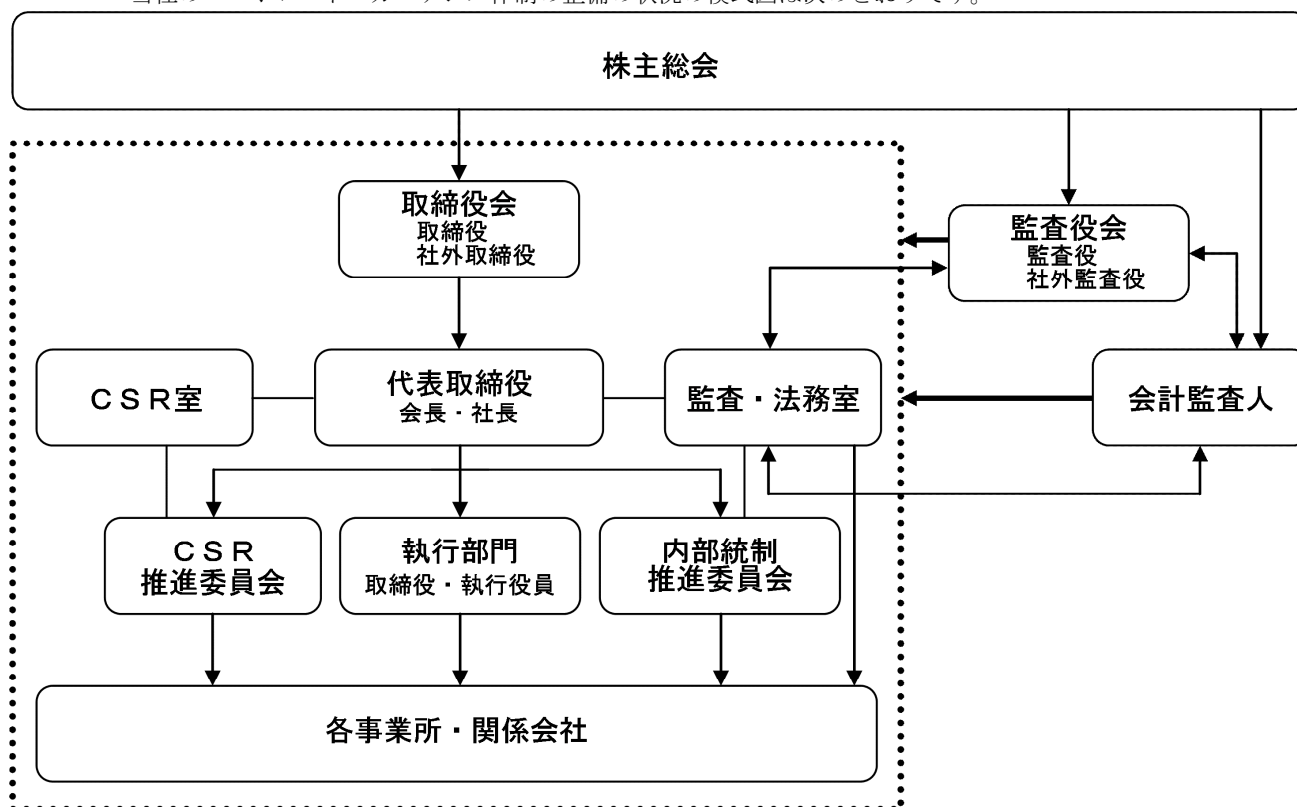 株主総会
取締役会
取締役
社外取締役
監査役会
監査役
社外監査役
ＣＳＲ室
代表取締役
会長・社長
監査・法務室
会計監査人
ＣＳＲ
推進委員会
執行部門
取締役・執行役員
内部統制
推進委員会
各事業所・関係会社